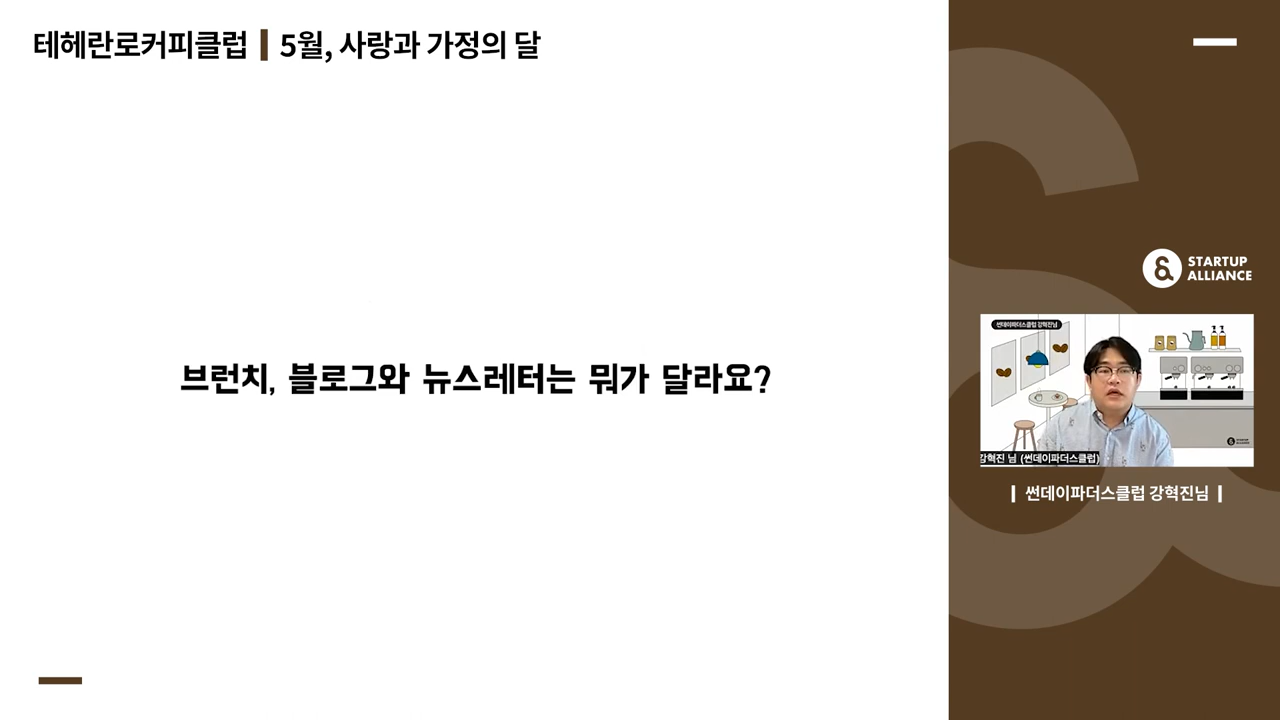 테헤란로커피클럽 | 5월, 사랑과 가정의 달
브런치, 블로그와 뉴스레터는 뭐가 달라요?
STARTUP
ALLIANCE
썬데이파더스클럽 강혁진님
강혁진 님 (썬데이파더스클럽)
| 썬데이파더스클럽 강혁진님 |